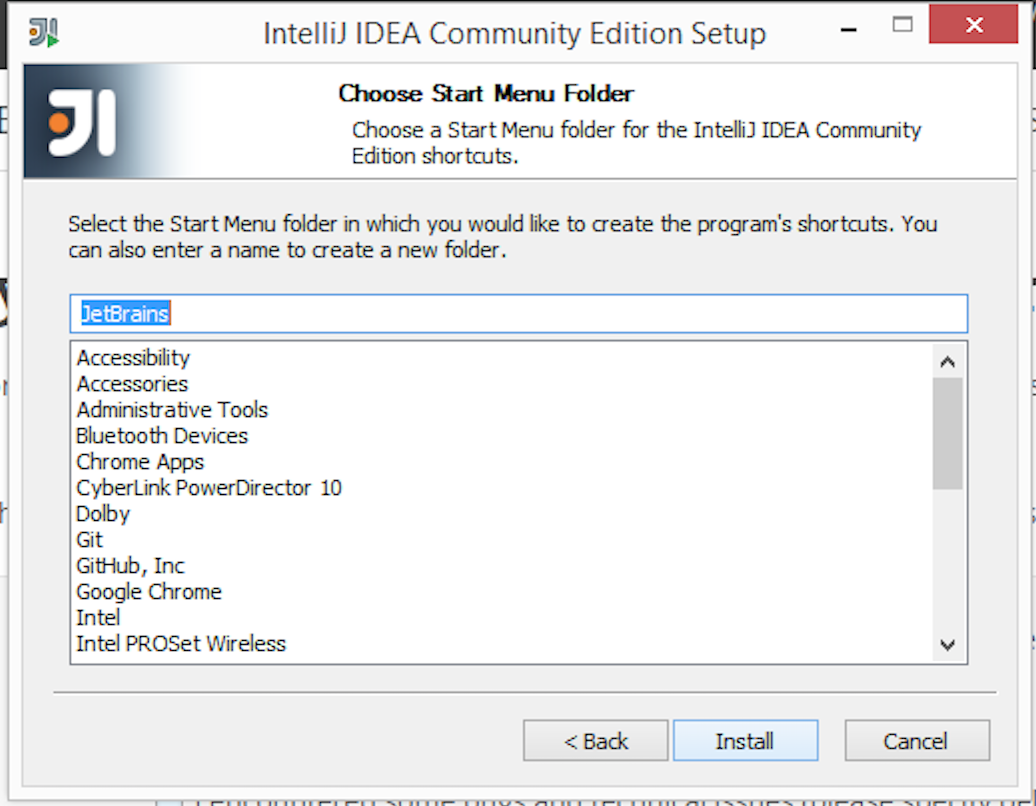 IntelliJ IDEA Community Edition Setup
Choose Start Menu Folder
Choose a Start Menu folder for the IntelliJ IDEA Community
Edition shortcuts.
Select the Start Menu folder in which you would like to create the program's shortcuts. You
can also enter a name to create a new folder.
JetBrains
Accessibility
Accessories
Administrative Tools
Bluetooth Devices
Chrome Apps
CyberLink PowerDirector 10
Dolby
Git
GitHub, Inc
Google Chrome
Intel
Intel PROSet Wireless
< Back
Install
Cancel